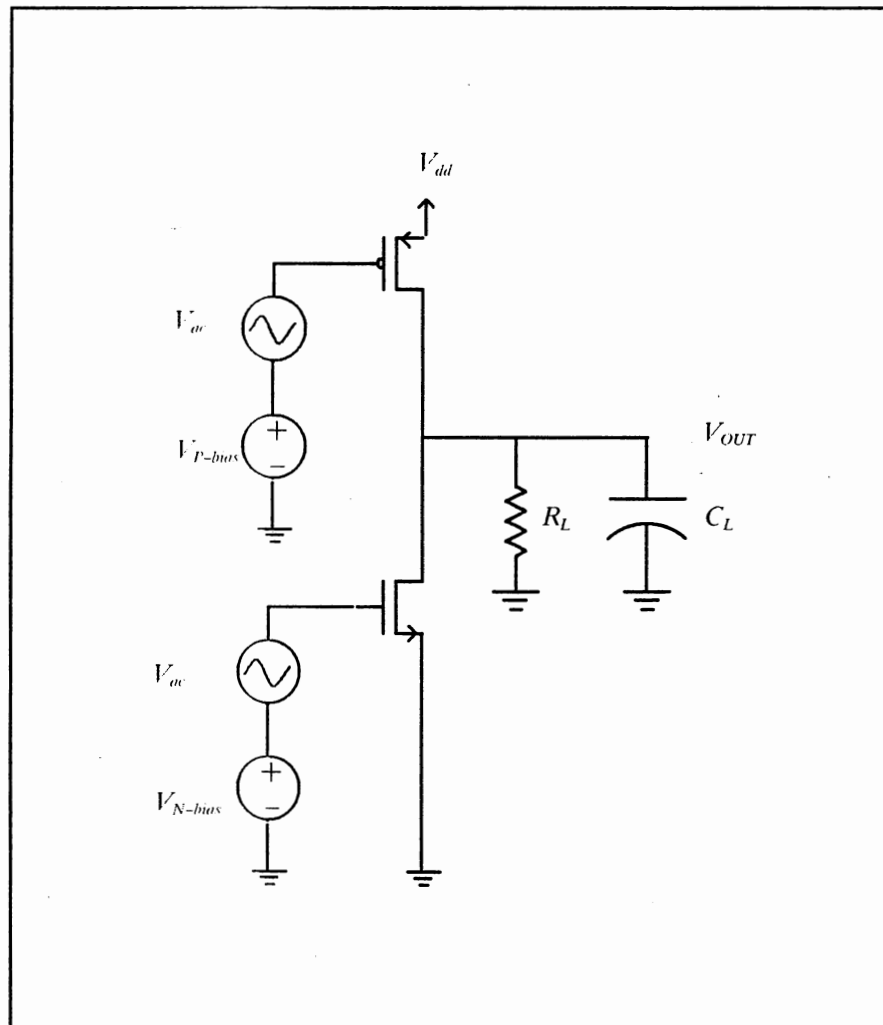 V_dd
V_ac
+
V_P-bias
−
V_OUT
R_L
C_L
V_ac
+
V_N-bias
−